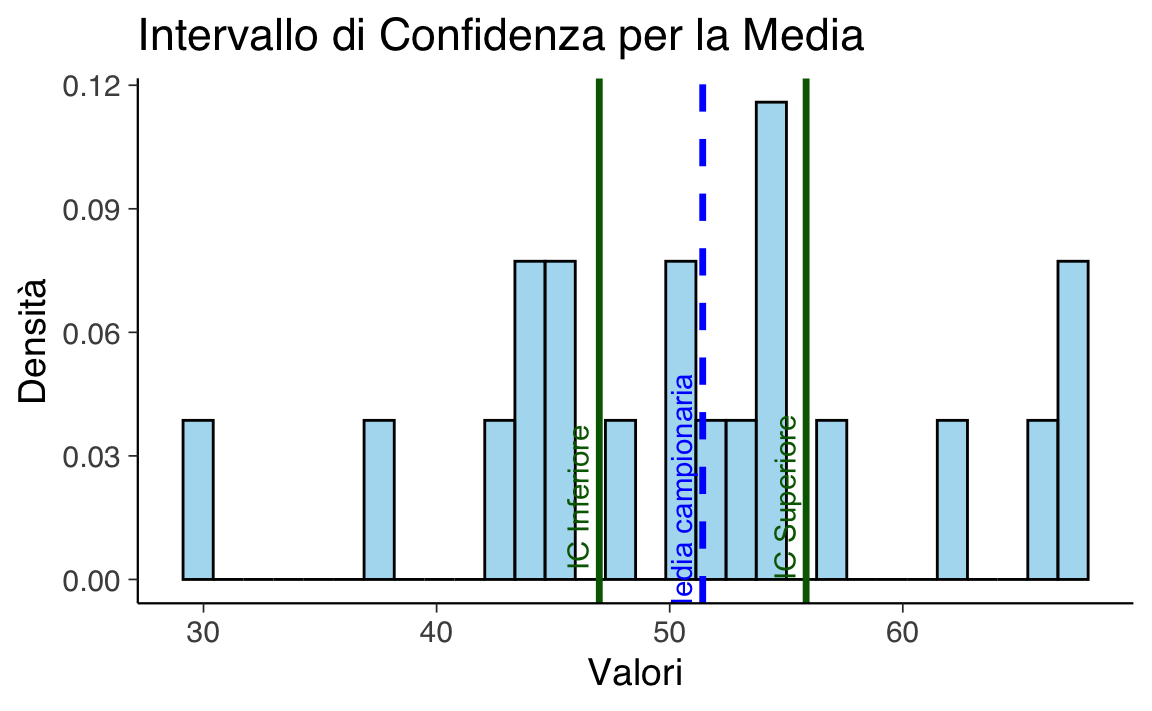 Intervallo di Confidenza per la Media
Densità
0.12
0.09
0.06
0.03
0.00
IC Inferiore
edia campionaria
IC Superiore
30
40
50
60
Valori